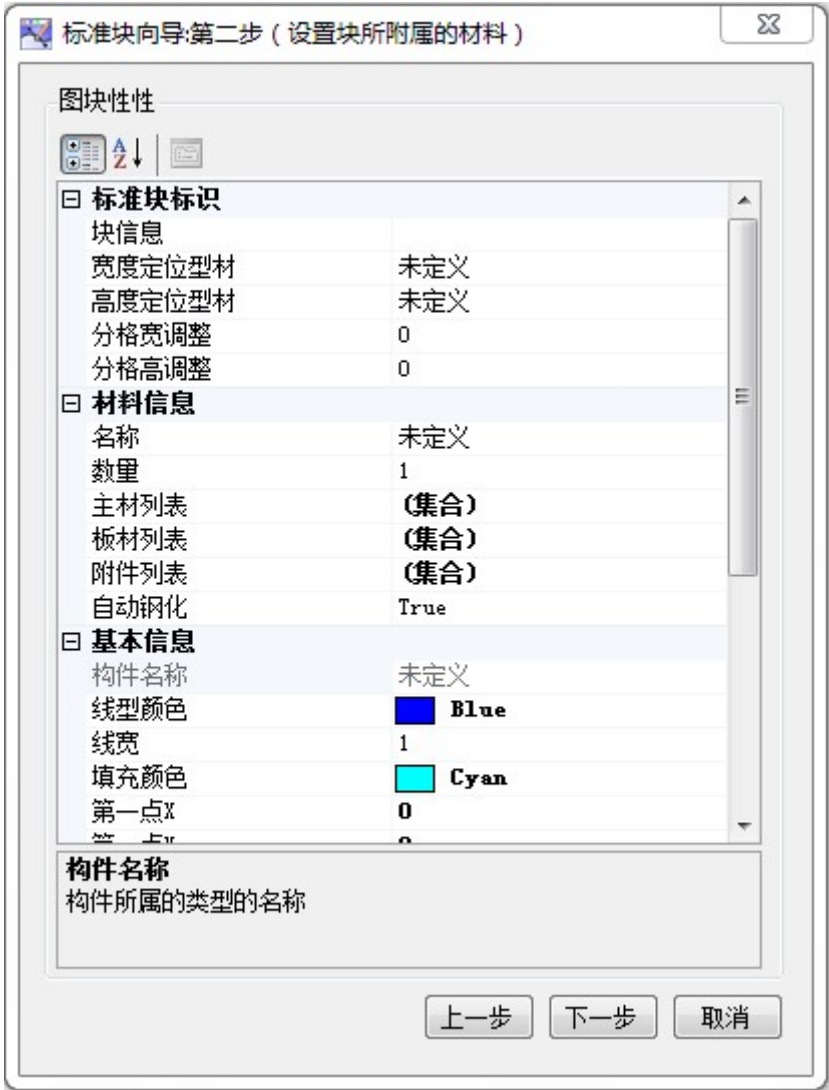 标准块向导:第二步（设置块所附属的材料）
图块性性
标准块标识
块信息
宽度定位型材 未定义
高度定位型材 未定义
分格宽调整 0
分格高调整 0
材料信息
名称 未定义
数量 1
主材列表 (集合)
板材列表 (集合)
附件列表 (集合)
自动钢化 True
基本信息
构件名称 未定义
线型颜色 Blue
线宽 1
填充颜色 Cyan
第一点X 0
构件名称
构件所属的类型的名称
上一步 下一步 取消